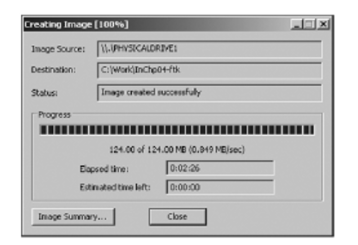 Creating Image [100%]
Image Source: \\.\PHYSICALDRIVE1
Destination: C:\Work\InChp04-ftk
Status: Image created successfully
Progress
124.00 of 124.00 MB (0.849 MB/sec)
Elapsed time: 0:02:26
Estimated time left: 0:00:00
Image Summary... Close